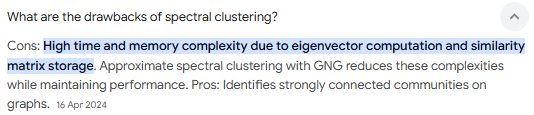 What are the drawbacks of spectral clustering?
Cons: High time and memory complexity due to eigenvector computation and similarity
matrix storage. Approximate spectral clustering with GNG reduces these complexities
while maintaining performance. Pros: Identifies strongly connected communities on
graphs. 16 Apr 2024